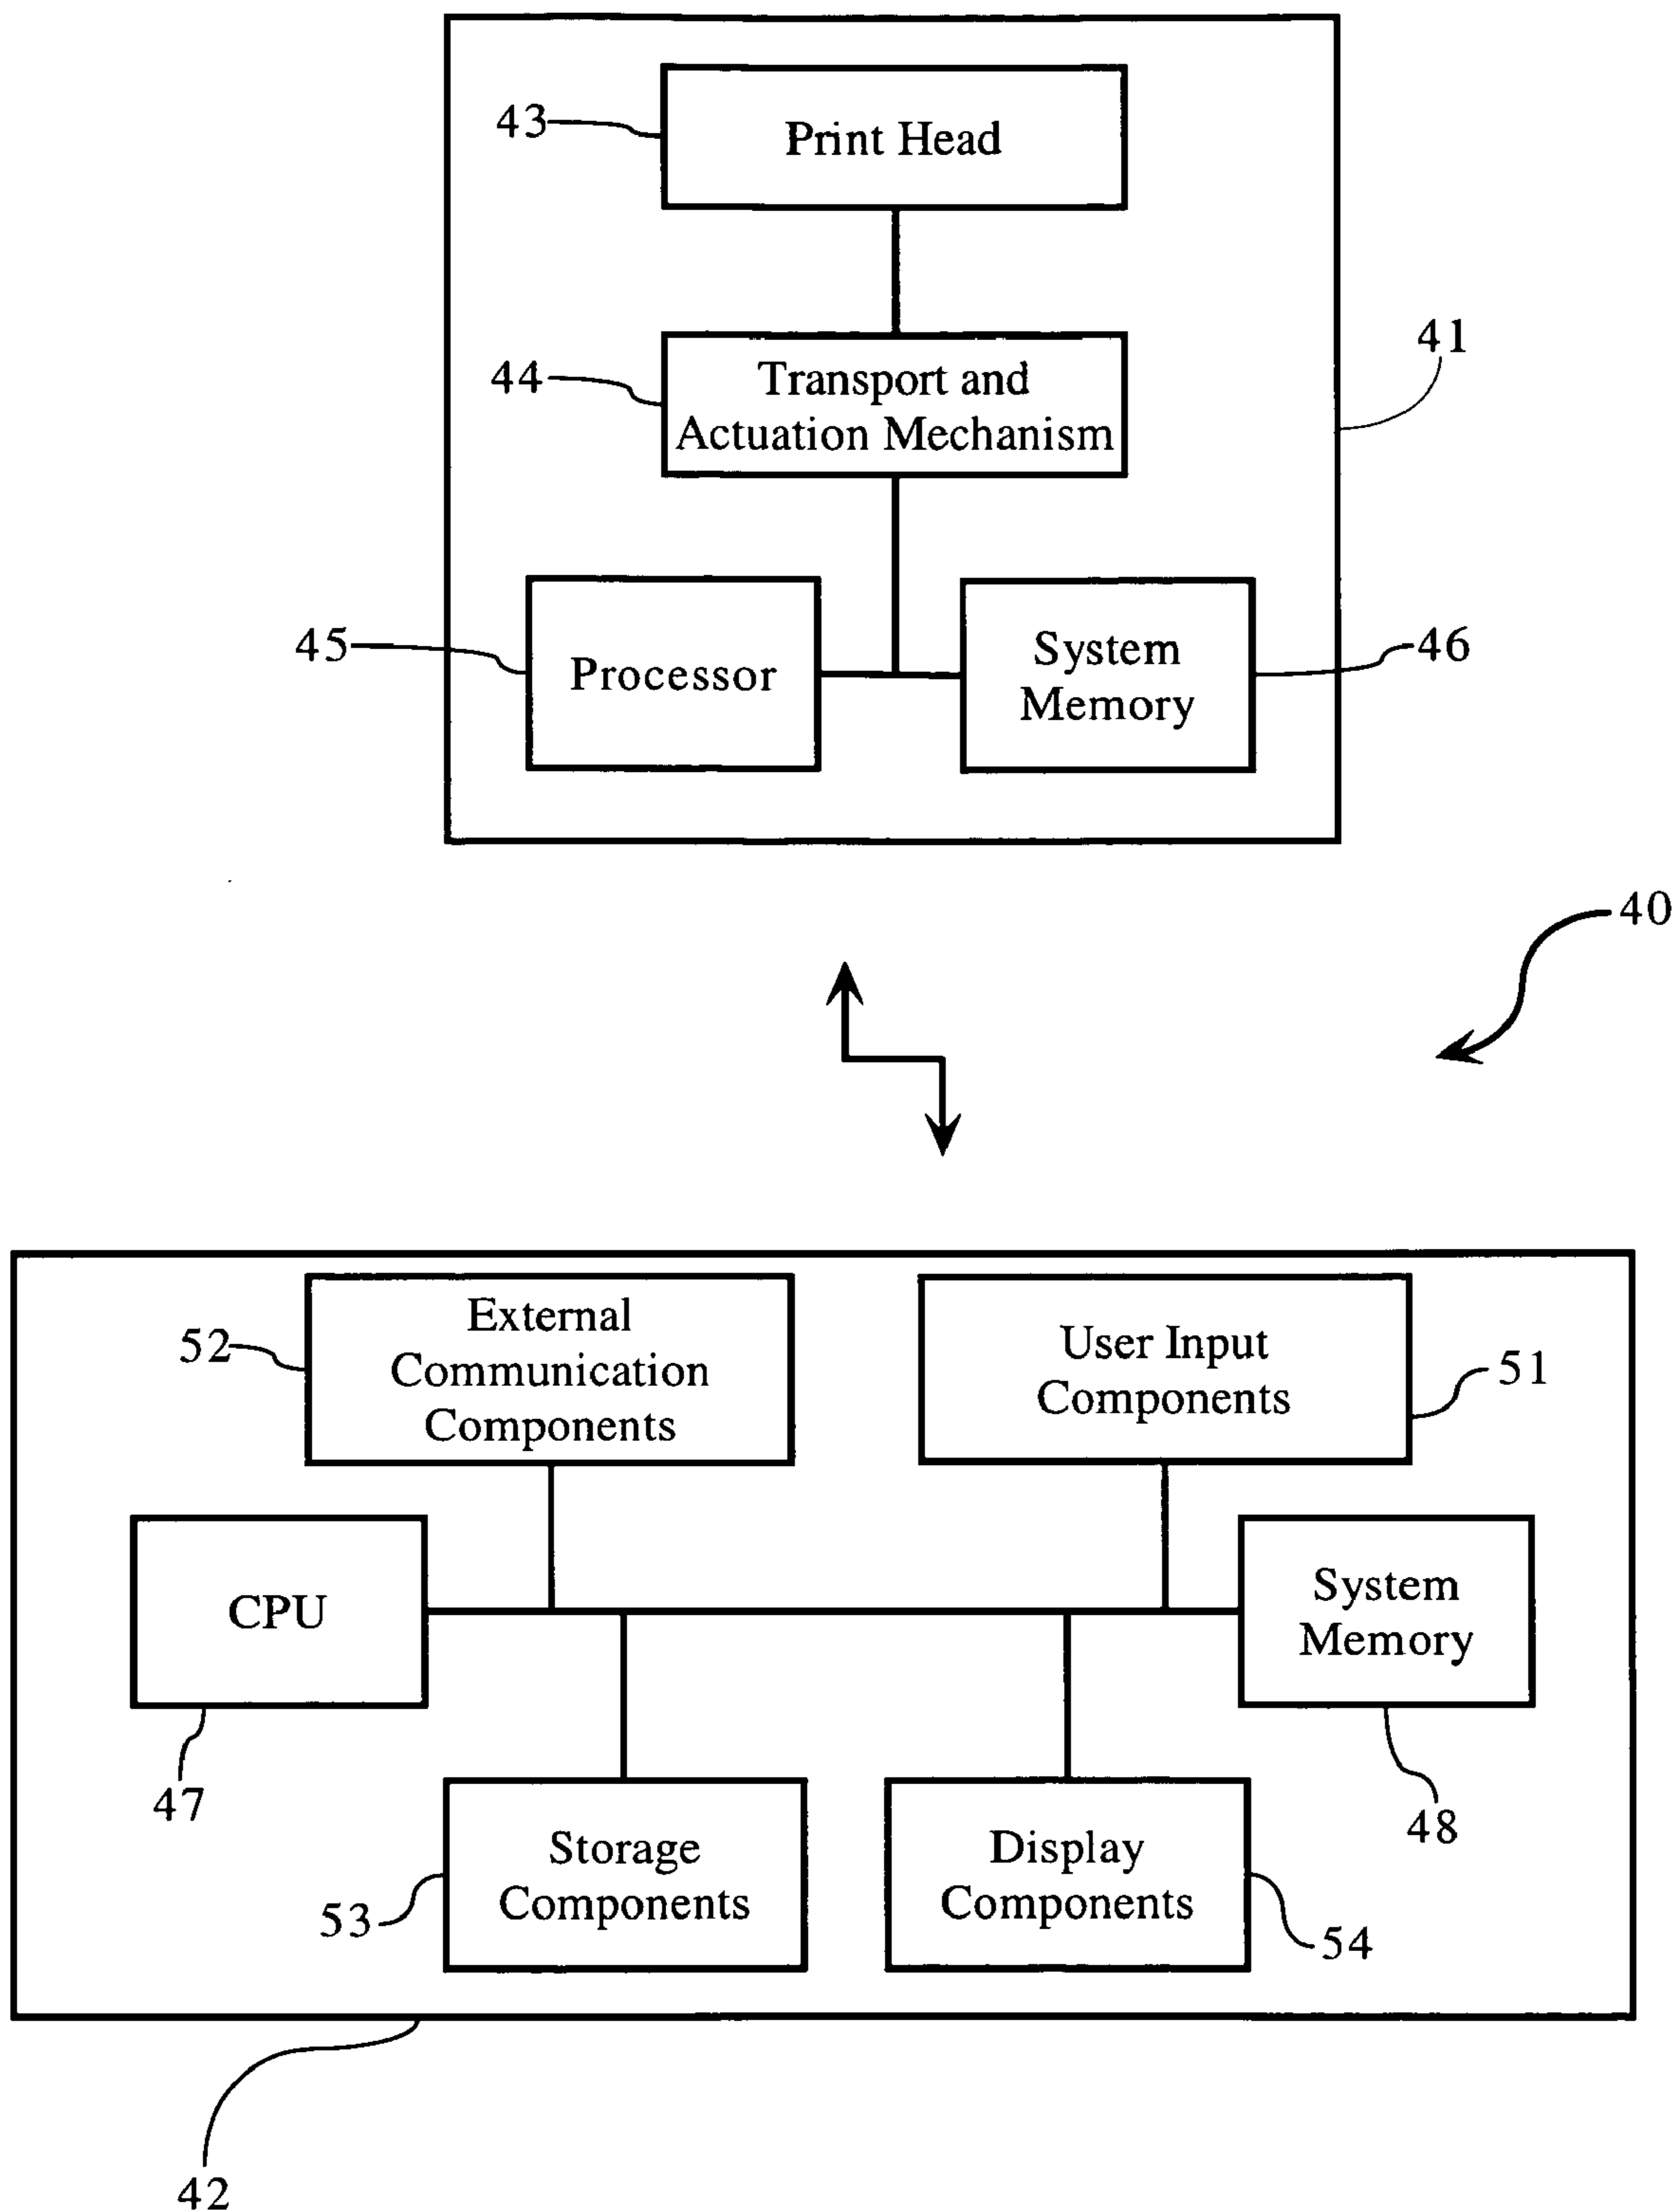 43
Print Head
41
44
Transport and
Actuation Mechanism
45
Processor
System
Memory
46
40
52
External
Communication
Components
User Input
Components
51
CPU
System
Memory
47
48
Storage
Components
53
Display
Components
54
42